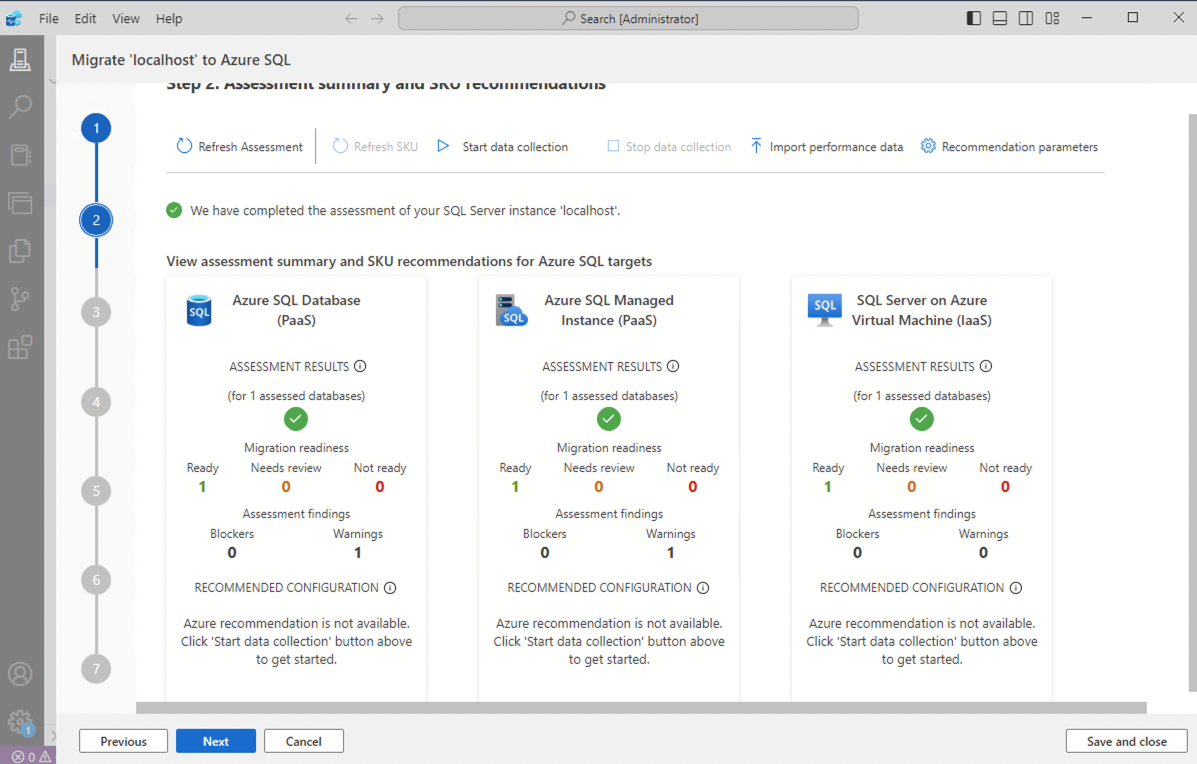 File Edit View Help
Search [Administrator]
Migrate 'localhost' to Azure SQL
Step 2: Assessment summary and SKU recommendations
Refresh Assessment Refresh SKU Start data collection Stop data collection Import performance data Recommendation parameters
We have completed the assessment of your SQL Server instance 'localhost'.
View assessment summary and SKU recommendations for Azure SQL targets
1
2
3
4
5
6
7
SQL
Azure SQL Database
(PaaS)
ASSESSMENT RESULTS
(for 1 assessed databases)
Migration readiness
Ready Needs review Not ready
1 0 0
Assessment findings
Blockers Warnings
0 1
RECOMMENDED CONFIGURATION
Azure recommendation is not available.
Click 'Start data collection' button above
to get started.
SQL
Azure SQL Managed
Instance (PaaS)
ASSESSMENT RESULTS
(for 1 assessed databases)
Migration readiness
Ready Needs review Not ready
1 0 0
Assessment findings
Blockers Warnings
0 1
RECOMMENDED CONFIGURATION
Azure recommendation is not available.
Click 'Start data collection' button above
to get started.
SQL
SQL Server on Azure
Virtual Machine (IaaS)
ASSESSMENT RESULTS
(for 1 assessed databases)
Migration readiness
Ready Needs review Not ready
1 0 0
Assessment findings
Blockers Warnings
0 0
RECOMMENDED CONFIGURATION
Azure recommendation is not available.
Click 'Start data collection' button above
to get started.
1
0
Previous Next Cancel Save and close